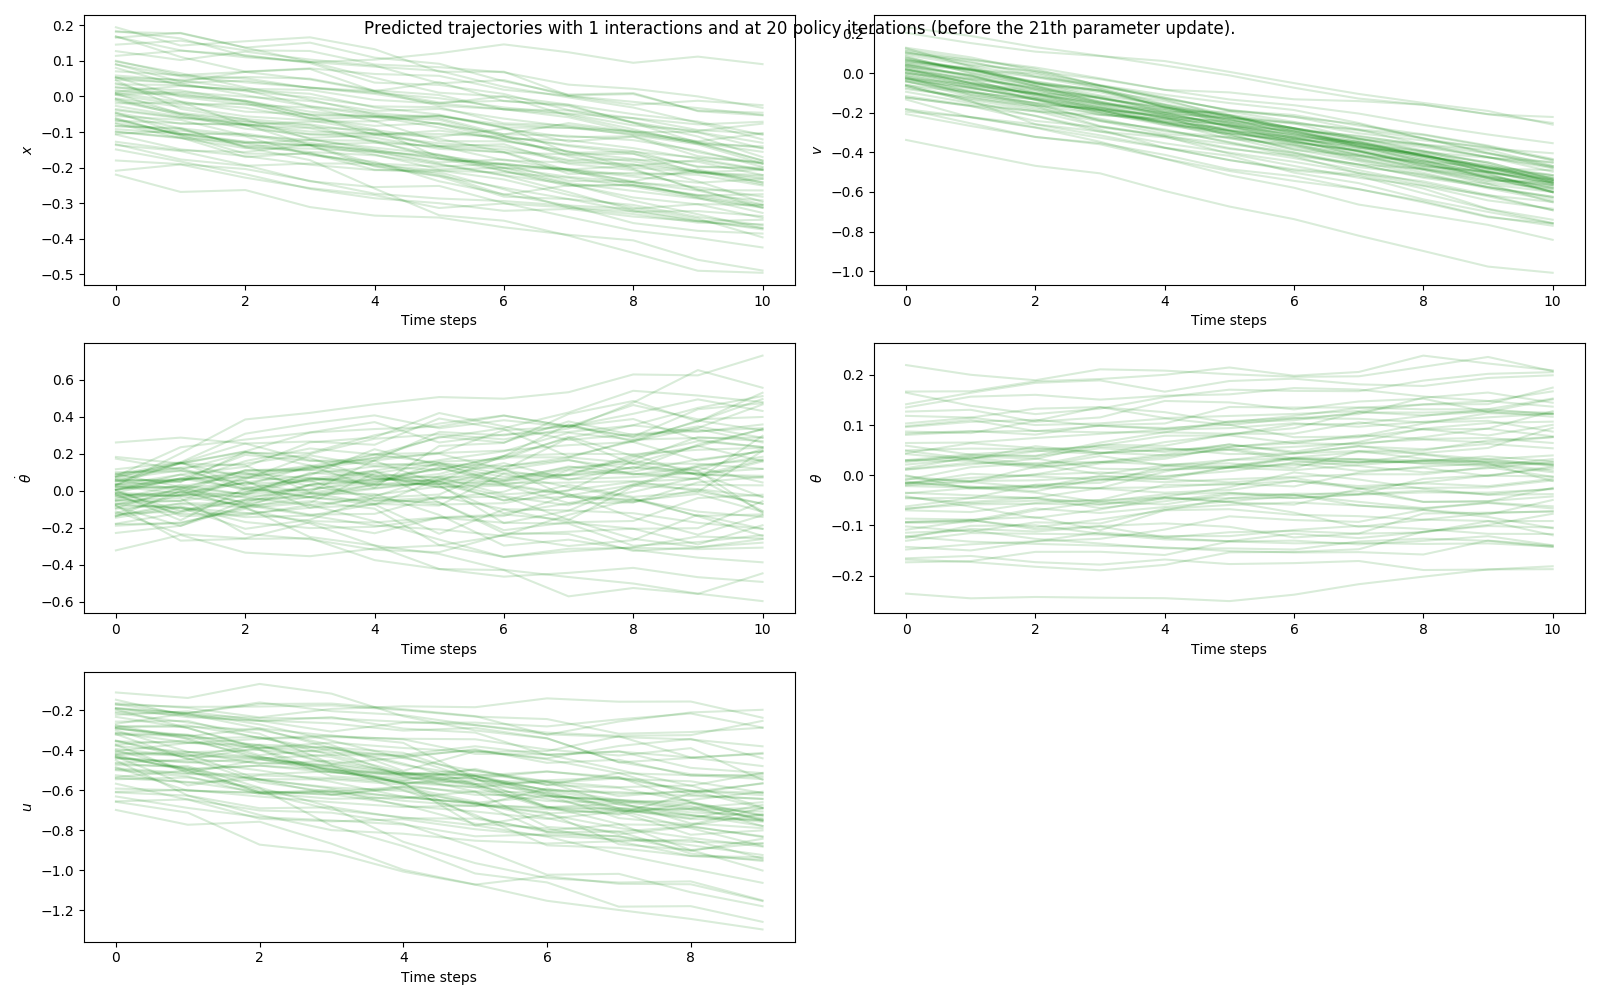 Predicted trajectories with 1 interactions and at 20 policy iterations (before the 21th parameter update).
0.2
0.1
0.0
−0.1
−0.2
−0.3
−0.4
−0.5
x
0 2 4 6 8 10
Time steps
0.2
0.0
−0.2
−0.4
−0.6
−0.8
−1.0
v
0 2 4 6 8 10
Time steps
0.6
0.4
0.2
0.0
−0.2
−0.4
−0.6
θ̇
0 2 4 6 8 10
Time steps
0.2
0.1
0.0
−0.1
−0.2
θ
0 2 4 6 8 10
Time steps
−0.2
−0.4
−0.6
−0.8
−1.0
−1.2
u
0 2 4 6 8
Time steps